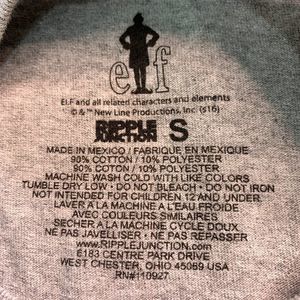 elf
Elf and all related characters and elements
© & ™ New Line Productions, Inc. (s16)
RIPPLE
JUNCTION
S
MADE IN MEXICO / FABRIQUE EN MEXIQUE
90% COTTON / 10% POLYESTER
90% COTON / 10% POLYESTER
MACHINE WASH COLD WITH LIKE COLORS
TUMBLE DRY LOW • DO NOT BLEACH • DO NOT IRON
NOT INTENDED FOR CHILDREN 12 AND UNDER.
LAVER A LA MACHINE A L'EAU FROIDE
AVEC COULEURS SIMILAIRES
SECHER A LA MACHINE CYCLE DOUX
NE PAS JAVELLISER • NE PAS REPASSER
www.RIPPLEJUNCTION.com
6183 CENTRE PARK DRIVE
WEST CHESTER, OHIO 45069 USA
RN#110927